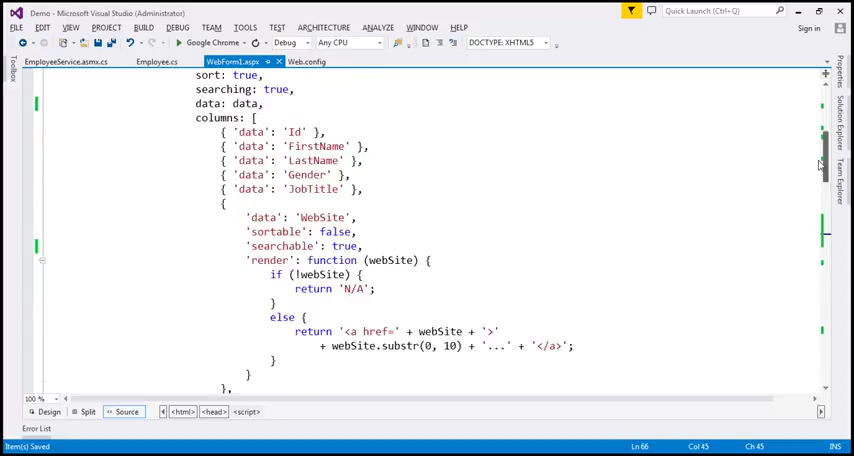 Demo - Microsoft Visual Studio (Administrator)
Quick Launch (Ctrl+Q)
FILE EDIT VIEW PROJECT BUILD DEBUG TEAM TOOLS TEST ARCHITECTURE ANALYZE WINDOW HELP
Sign in
Google Chrome Debug Any CPU DOCTYPE: XHTML5
EmployeeService.asmx.cs Employee.cs WebForm1.aspx Web.config
Toolbox
Properties
Solution Explorer
Team Explorer
sort: true,
searching: true,
data: data,
columns: [
{ 'data': 'Id' },
{ 'data': 'FirstName' },
{ 'data': 'LastName' },
{ 'data': 'Gender' },
{ 'data': 'JobTitle' },
{
'data': 'WebSite',
'sortable': false,
'searchable': true,
'render': function (webSite) {
if (!webSite) {
return 'N/A';
}
else {
return '<a href=' + webSite + '>'
+ webSite.substr(0, 10) + '...' + '</a>';
}
}
},
100 %
Design Split Source <html> <head> <script>
Error List
Item(s) Saved Ln 66 Col 45 Ch 45 INS